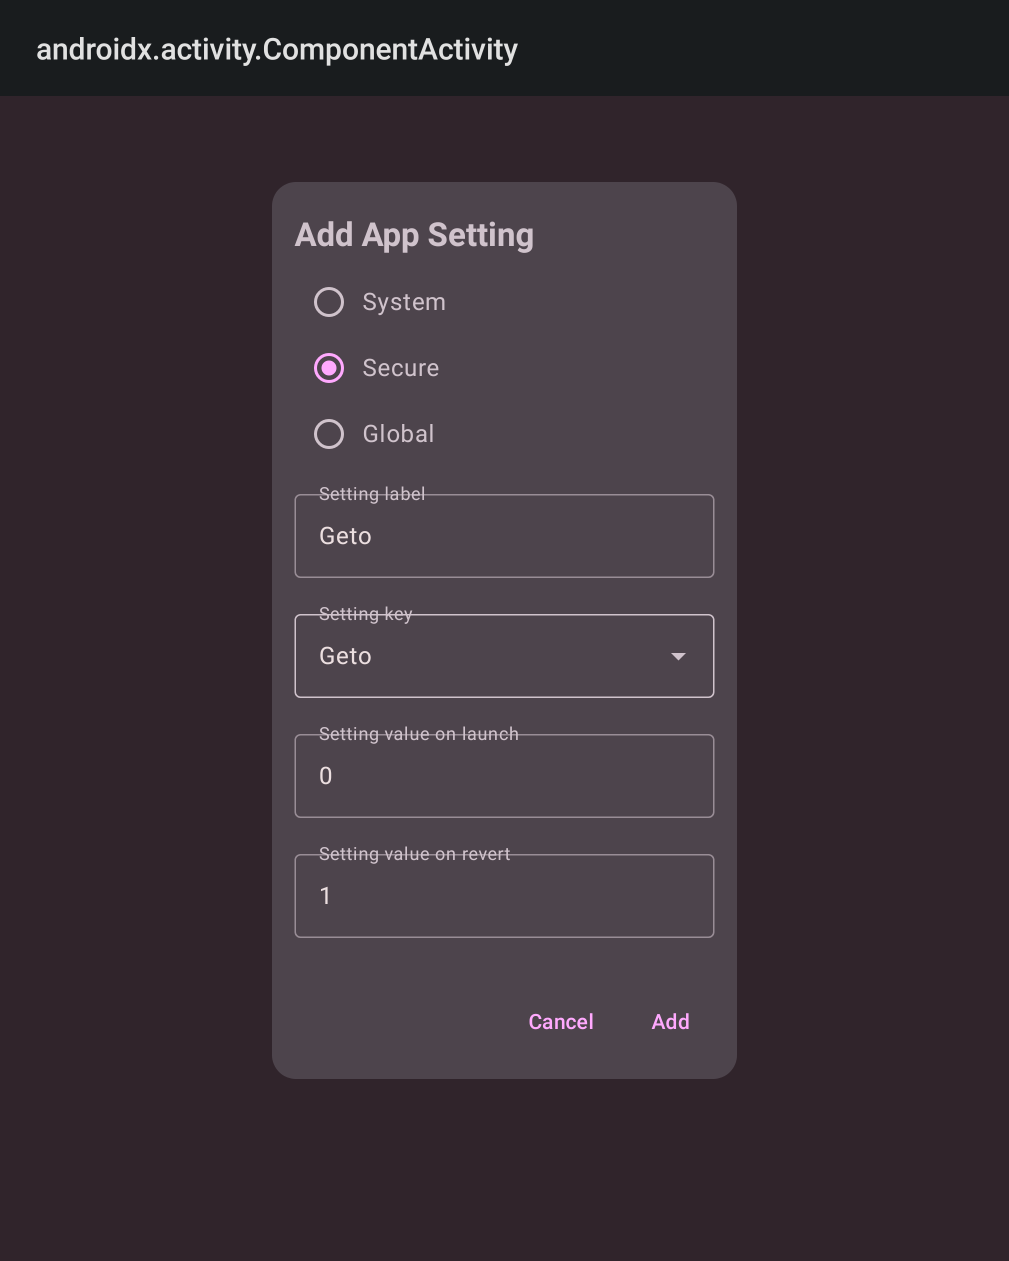 androidx.activity.ComponentActivity
Add App Setting
System
Secure
Global
Setting label
Geto
Setting key
Geto
Setting value on launch
0
Setting value on revert
1
Cancel Add